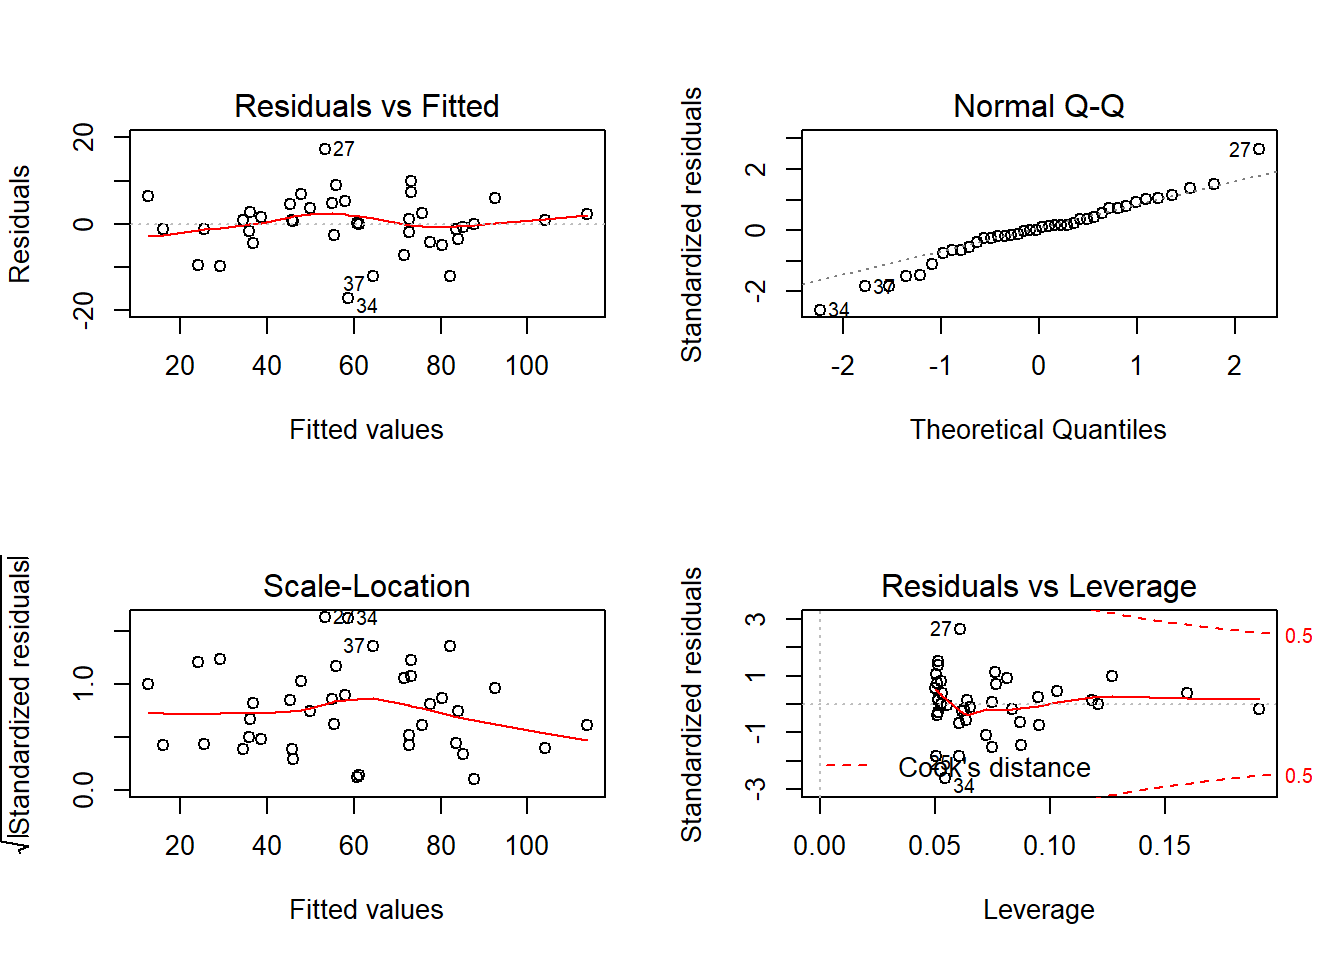 Residuals vs Fitted
Residuals
20
0
-20
27
37
34
20 40 60 80 100
Fitted values
Normal Q-Q
Standardized residuals
2
0
-2
27
37
34
-2 -1 0 1 2
Theoretical Quantiles
Scale-Location
√|Standardized residuals|
1.0
0.0
27 34
37
20 40 60 80 100
Fitted values
Residuals vs Leverage
Standardized residuals
3
1
-1
-3
27
0.5
Cook's distance
0.5
34
0.00 0.05 0.10 0.15
Leverage